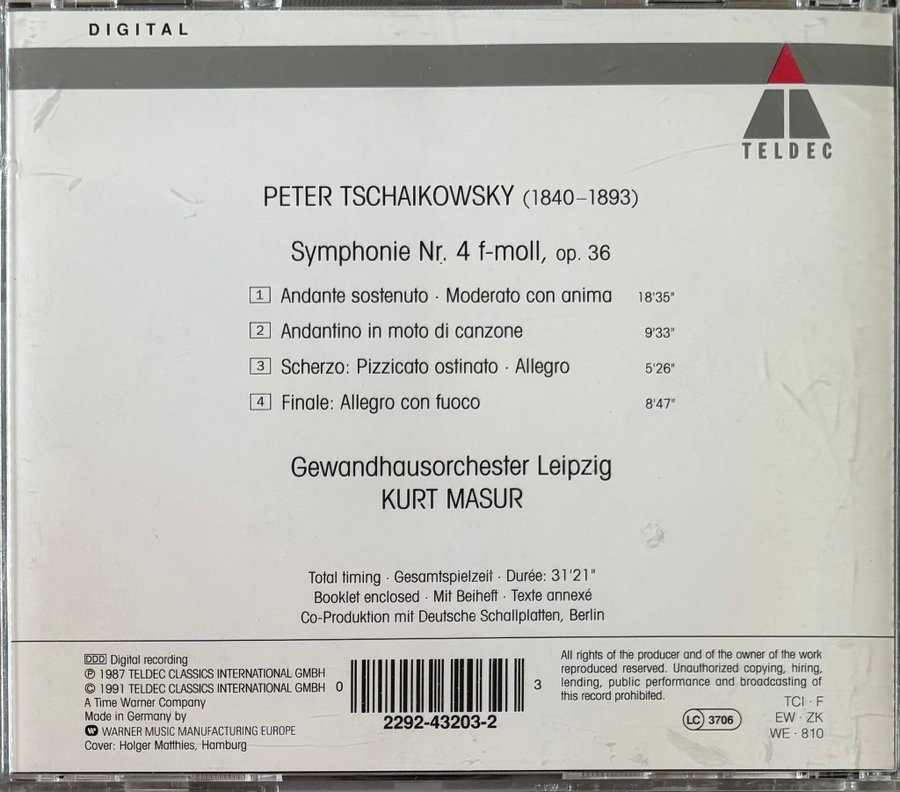 DIGITAL
TELDEC
PETER TSCHAIKOWSKY (1840–1893)
Symphonie Nr. 4 f-moll, op. 36
1 Andante sostenuto · Moderato con anima 18'35"
2 Andantino in moto di canzone 9'33"
3 Scherzo: Pizzicato ostinato · Allegro 5'26"
4 Finale: Allegro con fuoco 8'47"
Gewandhausorchester Leipzig
KURT MASUR
Total timing · Gesamtspielzeit · Durée: 31'21"
Booklet enclosed · Mit Beiheft · Texte annexé
Co-Produktion mit Deutsche Schallplatten, Berlin
DDD Digital recording
℗ 1987 TELDEC CLASSICS INTERNATIONAL GMBH
© 1991 TELDEC CLASSICS INTERNATIONAL GMBH
A Time Warner Company
Made in Germany by
WARNER MUSIC MANUFACTURING EUROPE
Cover: Holger Matthies, Hamburg
0 3
2292-43203-2
All rights of the producer and of the owner of the work
reproduced reserved. Unauthorized copying, hiring,
lending, public performance and broadcasting of
this record prohibited.
LC 3706
TCI · F
EW · ZK
WE · 810